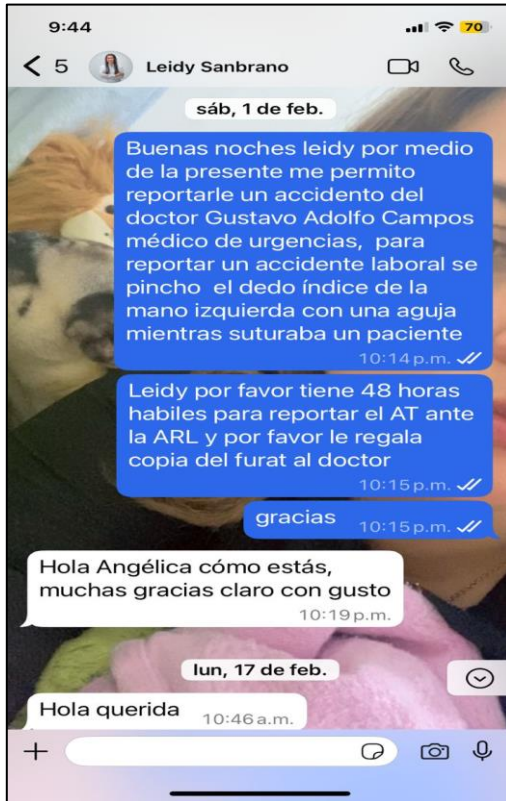 9:44
70
5 Leidy Sanbrano
sáb, 1 de feb.
Buenas noches leidy por medio
de la presente me permito
reportarle un accidento del
doctor Gustavo Adolfo Campos
médico de urgencias, para
reportar un accidente laboral se
pincho el dedo índice de la
mano izquierda con una aguja
mientras suturaba un paciente
10:14 p.m.
Leidy por favor tiene 48 horas
habiles para reportar el AT ante
la ARL y por favor le regala
copia del furat al doctor
10:15 p.m.
gracias 10:15 p.m.
Hola Angélica cómo estás,
muchas gracias claro con gusto
10:19 p.m.
lun, 17 de feb.
Hola querida 10:46 a.m.